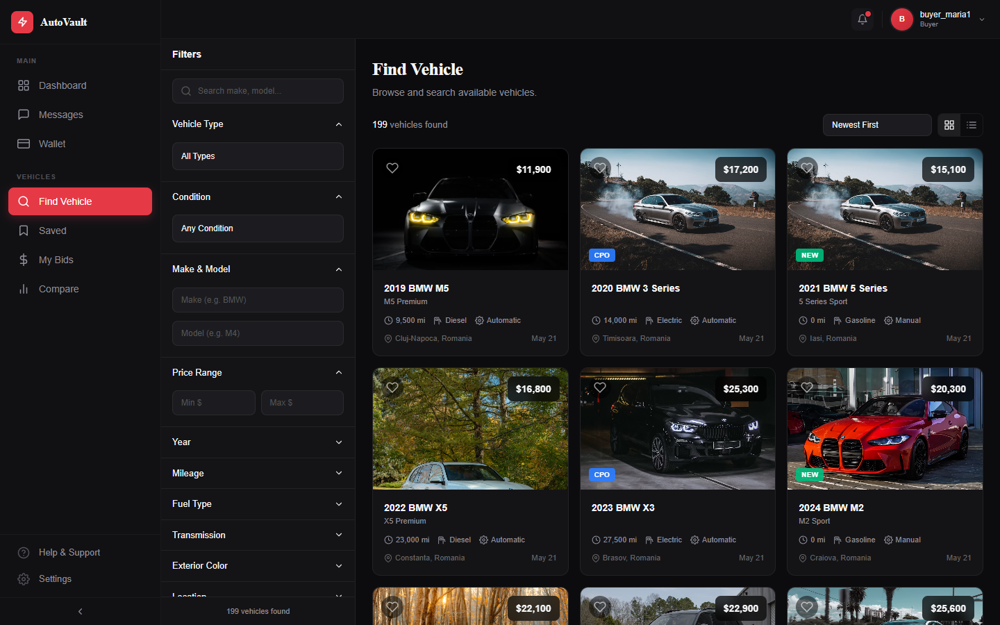 AutoVault
MAIN
Dashboard
Messages
Wallet
VEHICLES
Find Vehicle
Saved
My Bids
Compare
Help & Support
Settings
B
buyer_maria1
Buyer
Filters
Search make, model...
Vehicle Type
All Types
Condition
Any Condition
Make & Model
Make (e.g. BMW)
Model (e.g. M4)
Price Range
Min $
Max $
Year
Mileage
Fuel Type
Transmission
Exterior Color
Location
199 vehicles found
Find Vehicle
Browse and search available vehicles.
199 vehicles found
Newest First
$11,900
2019 BMW M5
M5 Premium
9,500 mi Diesel Automatic
Cluj-Napoca, Romania May 21
$17,200
CPO
2020 BMW 3 Series
14,000 mi Electric Automatic
Timisoara, Romania May 21
$15,100
NEW
2021 BMW 5 Series
5 Series Sport
0 mi Gasoline Manual
Iasi, Romania May 21
$16,800
2022 BMW X5
X5 Premium
23,000 mi Diesel Automatic
Constanta, Romania May 21
$25,300
CPO
2023 BMW X3
27,500 mi Electric Automatic
Brasov, Romania May 21
$20,300
NEW
2024 BMW M2
M2 Sport
0 mi Gasoline Manual
Craiova, Romania May 21
$22,100
$22,900
$25,600